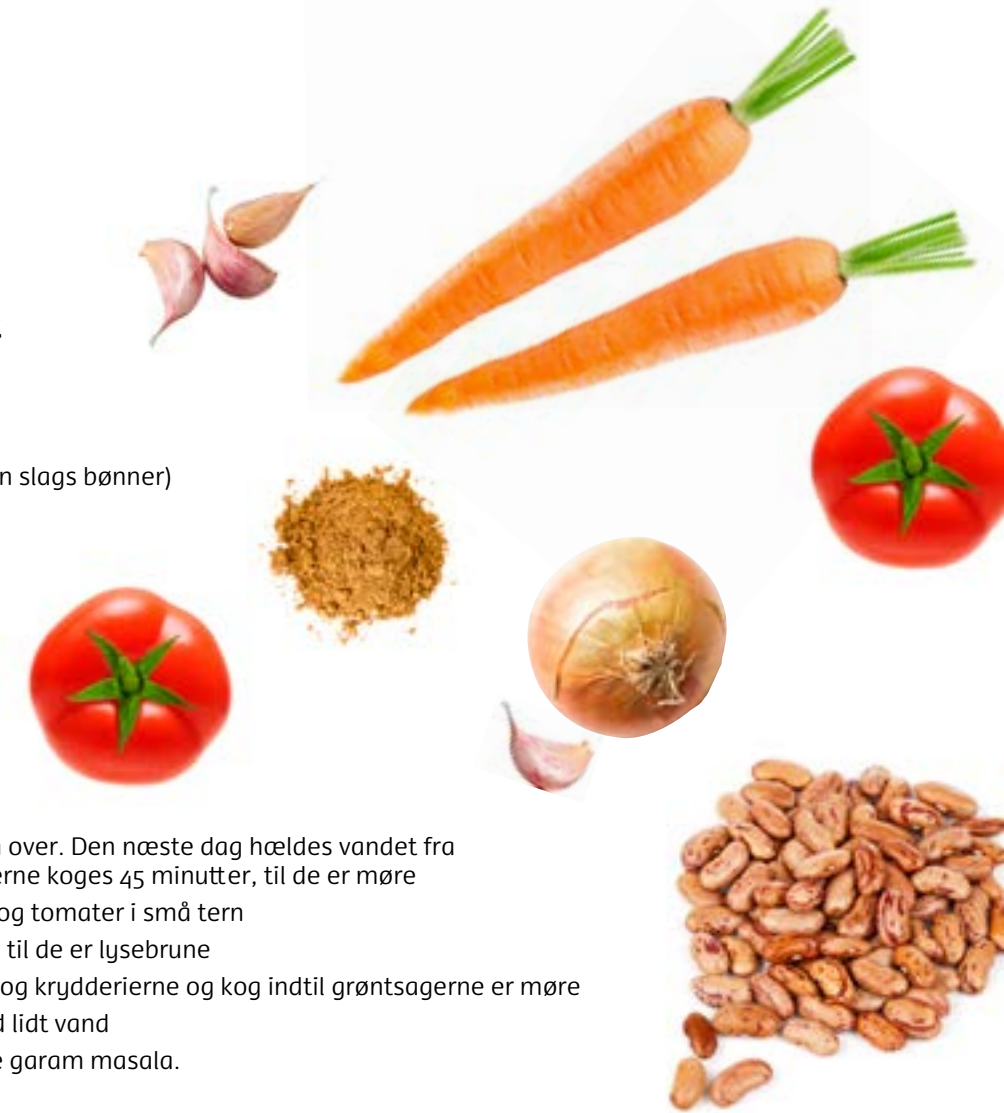 n slags bønner)
over. Den næste dag hældes vandet fra
erne koges 45 minutter, til de er møre
og tomater i små tern
til de er lysebrune
og krydderierne og kog indtil grøntsagerne er møre
lidt vand
garam masala.